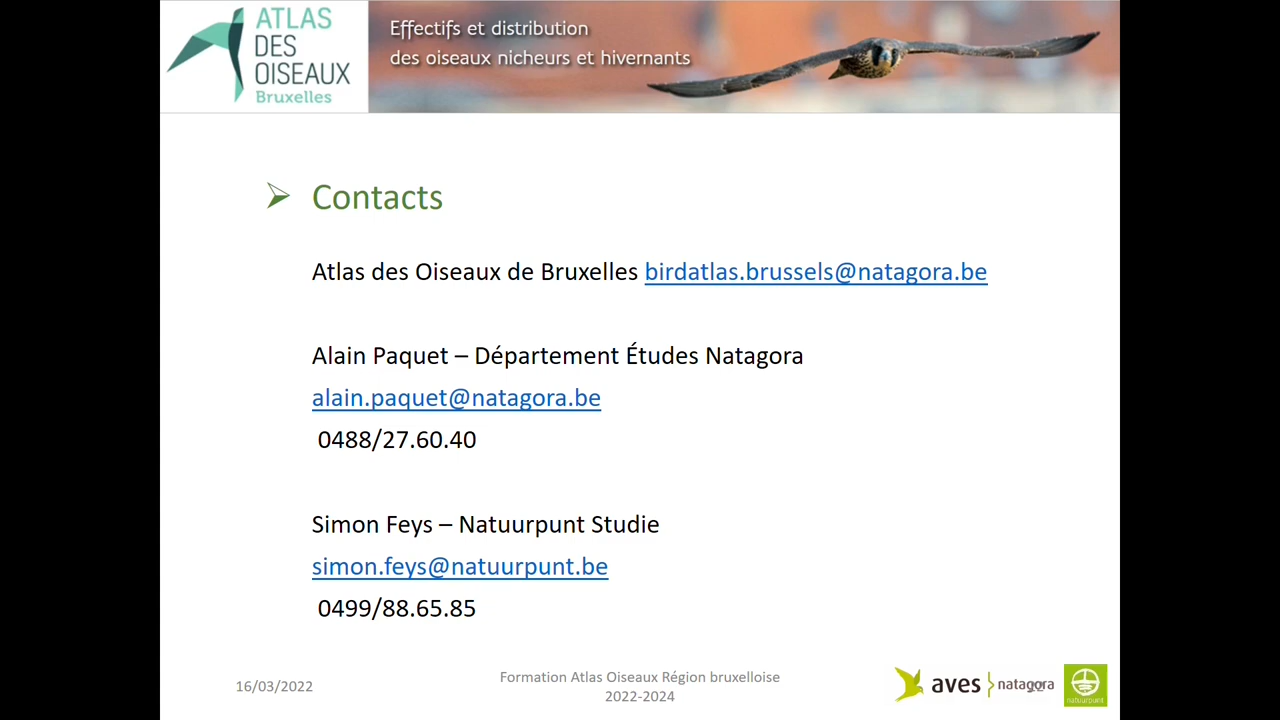 ATLAS
DES
OISEAUX
Bruxelles
Effectifs et distribution
des oiseaux nicheurs et hivernants
Contacts
Atlas des Oiseaux de Bruxelles birdatlas.brussels@natagora.be
Alain Paquet – Département Études Natagora
alain.paquet@natagora.be
0488/27.60.40
Simon Feys – Natuurpunt Studie
simon.feys@natuurpunt.be
0499/88.65.85
16/03/2022
Formation Atlas Oiseaux Région bruxelloise
2022-2024
aves natagora
natuurpunt